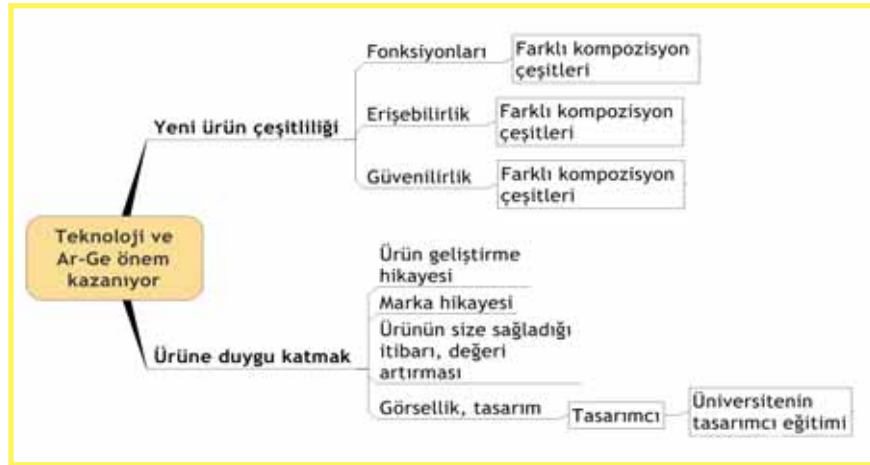 Fonksiyonları
Farklı kompozisyon
çeşitleri
Yeni ürün çeşitliliği
Erişebilirlik
Farklı kompozisyon
çeşitleri
Güvenilirlik
Farklı kompozisyon
çeşitleri
Teknoloji ve
Ar-Ge önem
kazanıyor
Ürüne duygu katmak
Ürün geliştirme
hikayesi
Marka hikayesi
Ürünün size sağladığı
itibarı, değeri
artırması
Görsellik, tasarım
Tasarımcı
Üniversitenin
tasarımcı eğitimi